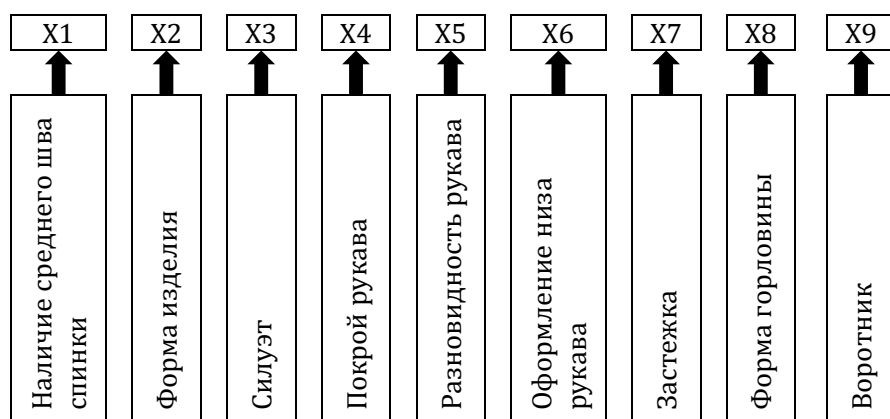 X1 X2 X3 X4 X5 X6 X7 X8 X9
Наличие среднего шва
спинки
Форма изделия
Силуэт
Покрой рукава
Разновидность рукава
Оформление низа
рукава
Застежка
Форма горловины
Воротник